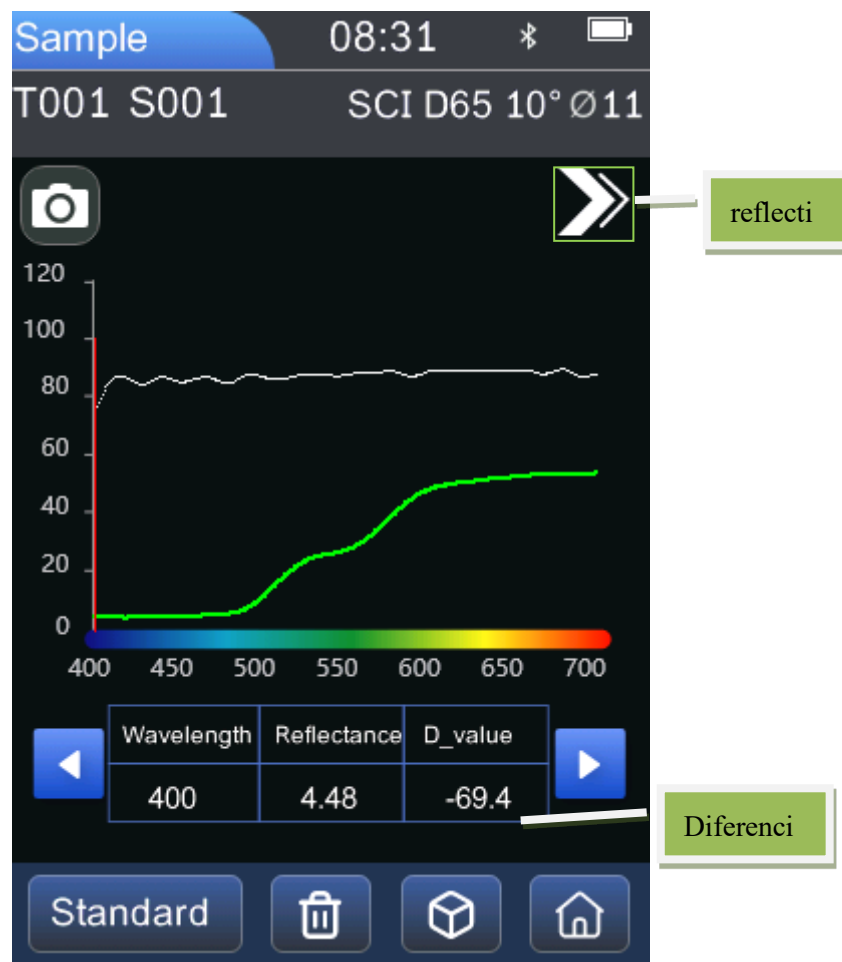 Sample 08:31
T001 S001 SCI D65 10° Ø11
reflecti
120
100
80
60
40
20
0
400 450 500 550 600 650 700
Wavelength Reflectance D_value
400 4.48 -69.4
Diferenci
Standard